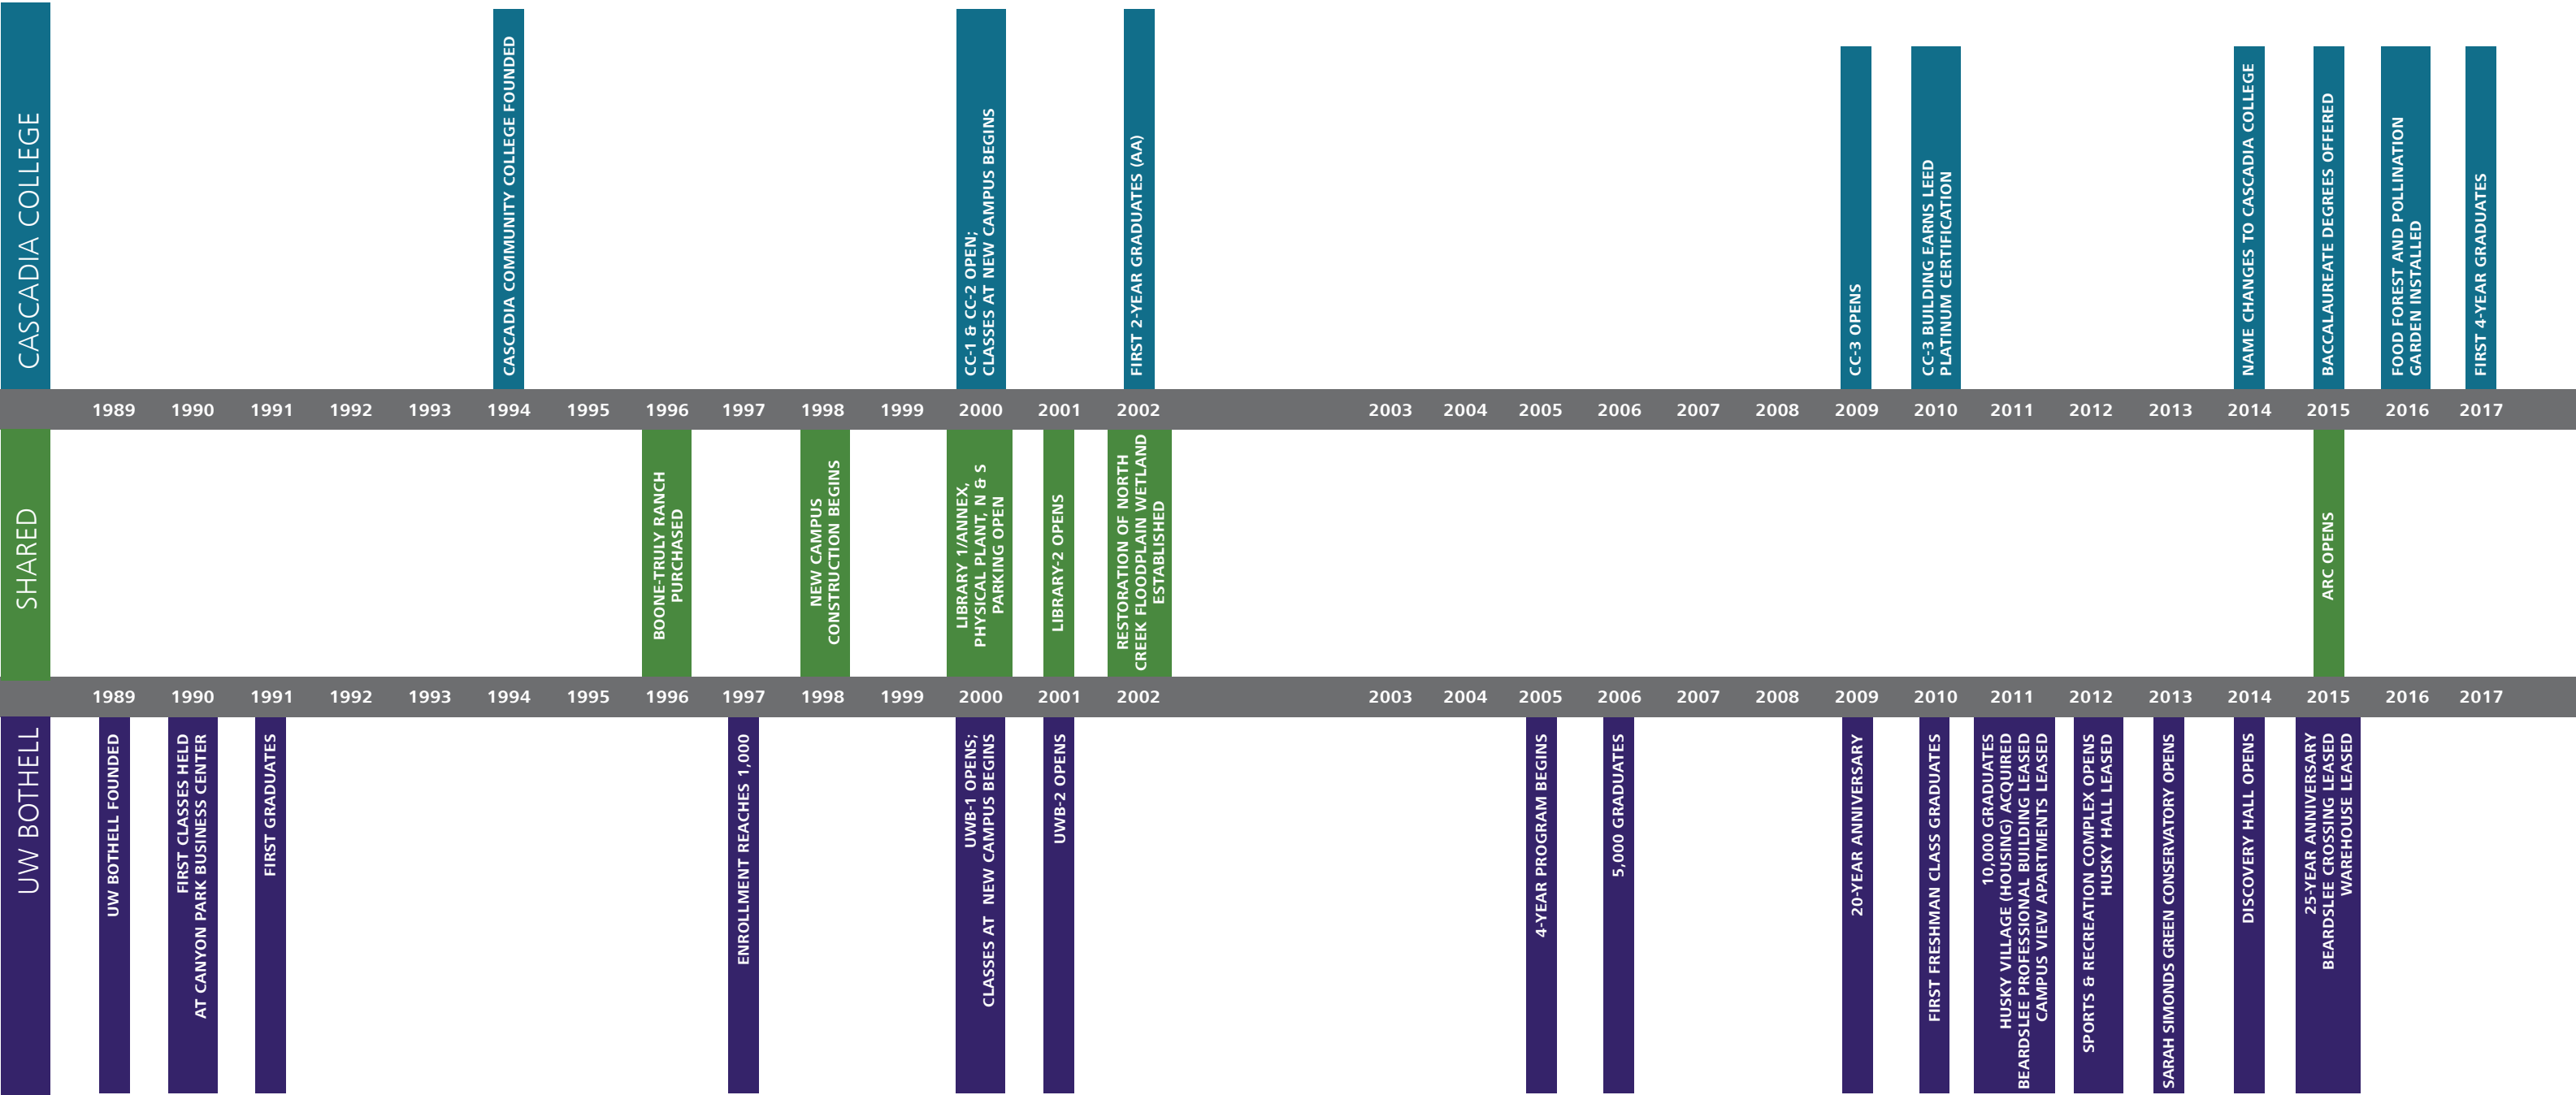 CASCADIA COLLEGE
CASCADIA COMMUNITY COLLEGE FOUNDED
CC-1 & CC-2 OPEN;
CLASSES AT NEW CAMPUS BEGINS
FIRST 2-YEAR GRADUATES (AA)
CC-3 OPENS
CC-3 BUILDING EARNS LEED
PLATINUM CERTIFICATION
NAME CHANGES TO CASCADIA COLLEGE
BACCALAUREATE DEGREES OFFERED
FOOD FOREST AND POLLINATION
GARDEN INSTALLED
FIRST 4-YEAR GRADUATES
1989 1990 1991 1992 1993 1994 1995 1996 1997 1998 1999 2000 2001 2002 2003 2004 2005 2006 2007 2008 2009 2010 2011 2012 2013 2014 2015 2016 2017
SHARED
BOONE-TRULY RANCH
PURCHASED
NEW CAMPUS
CONSTRUCTION BEGINS
LIBRARY 1/ANNEX,
PHYSICAL PLANT, N & S
PARKING OPEN
LIBRARY-2 OPENS
RESTORATION OF NORTH
CREEK FLOODPLAIN WETLAND
ESTABLISHED
ARC OPENS
1989 1990 1991 1992 1993 1994 1995 1996 1997 1998 1999 2000 2001 2002 2003 2004 2005 2006 2007 2008 2009 2010 2011 2012 2013 2014 2015 2016 2017
UW BOTHELL
UW BOTHELL FOUNDED
FIRST CLASSES HELD
AT CANYON PARK BUSINESS CENTER
FIRST GRADUATES
ENROLLMENT REACHES 1,000
UWB-1 OPENS;
CLASSES AT NEW CAMPUS BEGINS
UWB-2 OPENS
4-YEAR PROGRAM BEGINS
5,000 GRADUATES
20-YEAR ANNIVERSARY
FIRST FRESHMAN CLASS GRADUATES
10,000 GRADUATES
HUSKY VILLAGE (HOUSING) ACQUIRED
BEARDSLEE PROFESSIONAL BUILDING LEASED
CAMPUS VIEW APARTMENTS LEASED
SPORTS & RECREATION COMPLEX OPENS
HUSKY HALL LEASED
SARAH SIMONDS GREEN CONSERVATORY OPENS
DISCOVERY HALL OPENS
25-YEAR ANNIVERSARY
BEARDSLEE CROSSING LEASED
WAREHOUSE LEASED